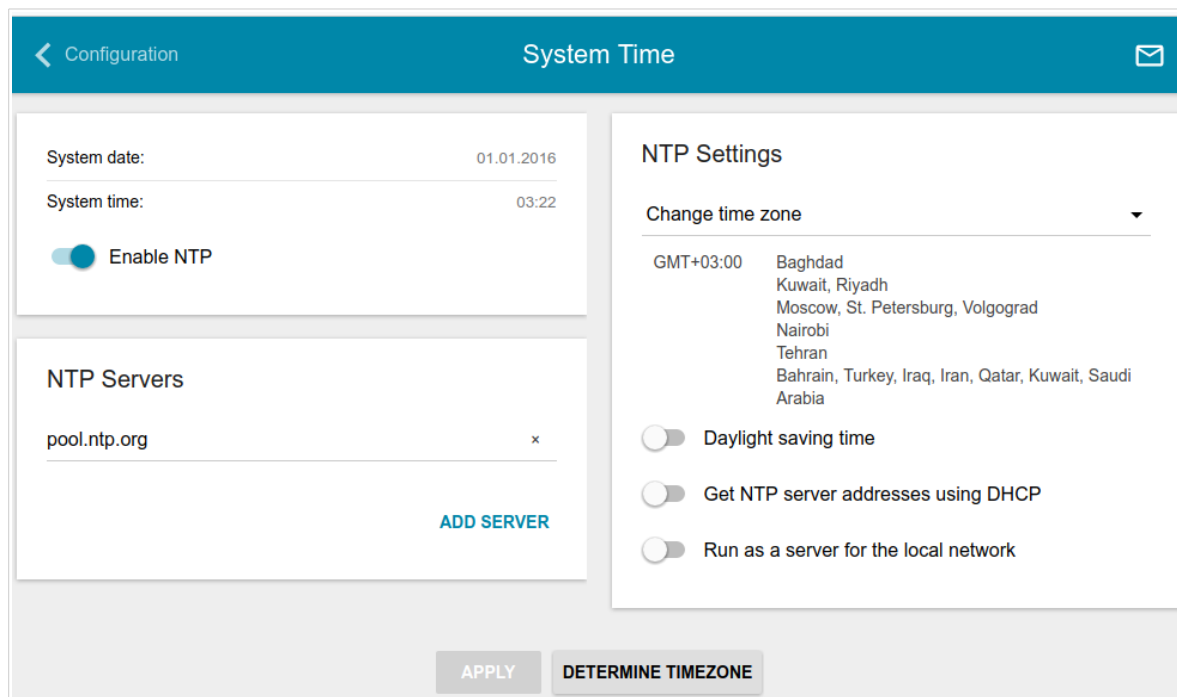 Configuration
System Time
System date:
01.01.2016
System time:
03:22
Enable NTP
NTP Servers
pool.ntp.org
×
ADD SERVER
NTP Settings
Change time zone
GMT+03:00
Baghdad
Kuwait, Riyadh
Moscow, St. Petersburg, Volgograd
Nairobi
Tehran
Bahrain, Turkey, Iraq, Iran, Qatar, Kuwait, Saudi
Arabia
Daylight saving time
Get NTP server addresses using DHCP
Run as a server for the local network
APPLY
DETERMINE TIMEZONE